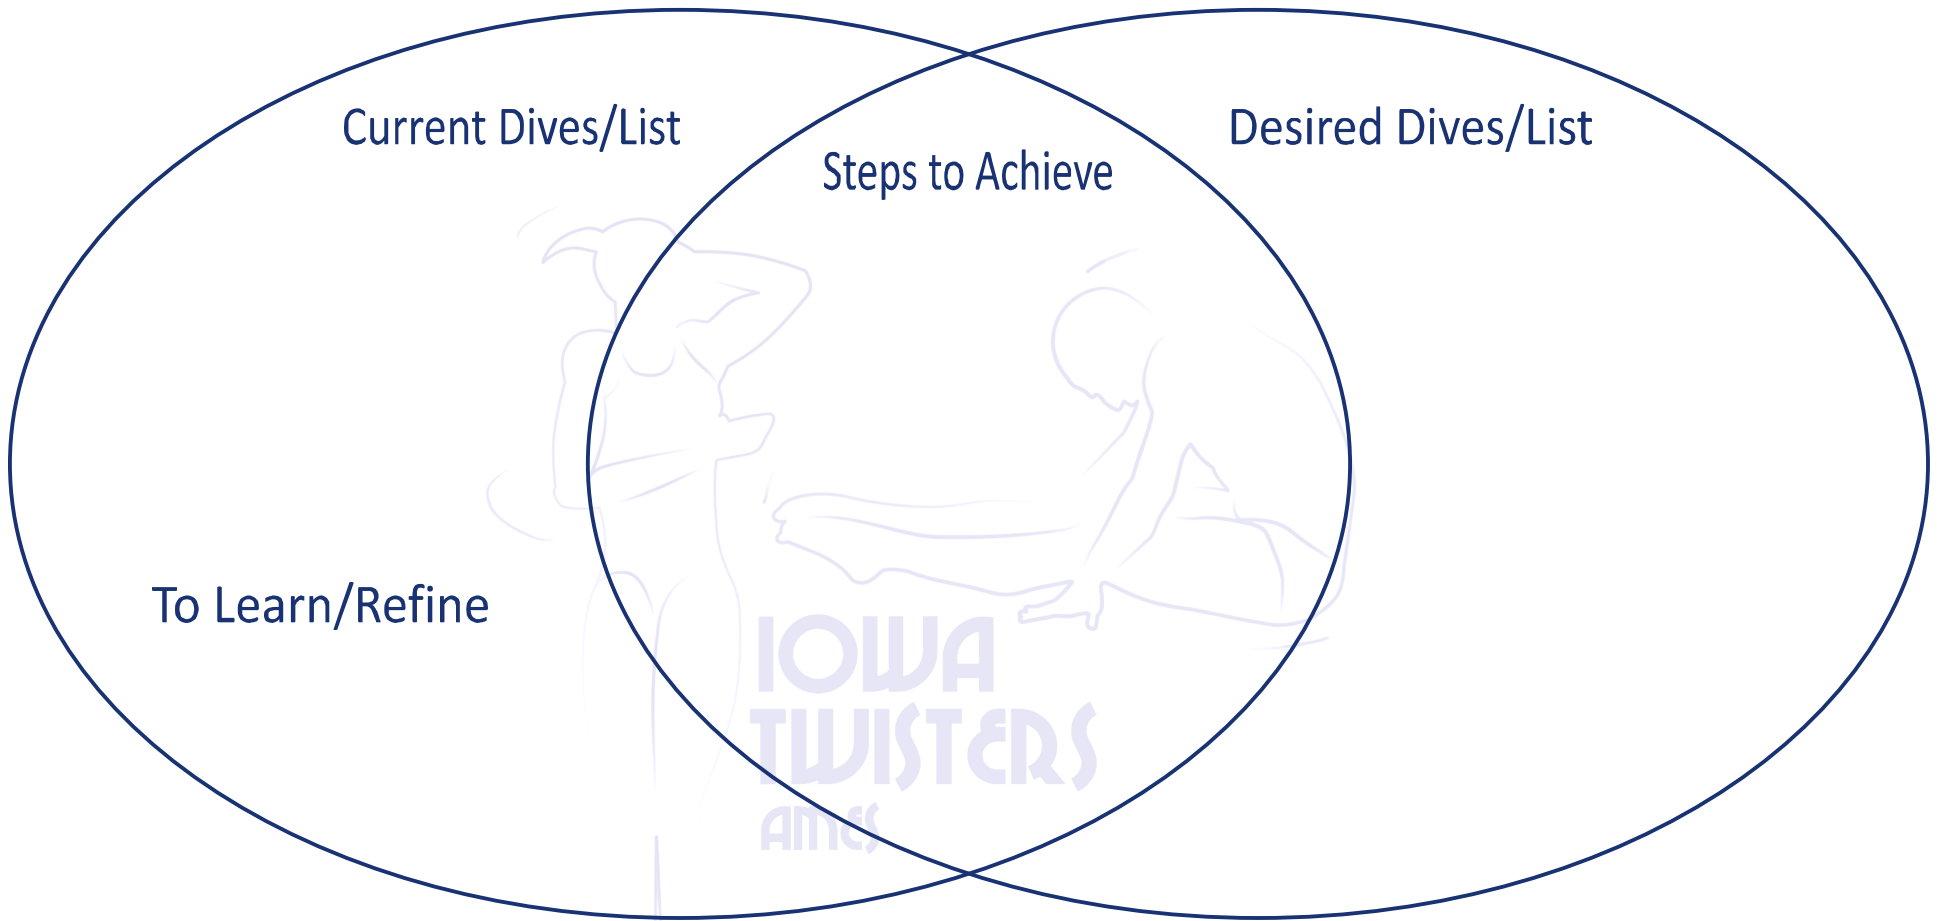 Current Dives/List
Desired Dives/List
Steps to Achieve
To Learn/Refine
IOWA
TWISTERS
AMES